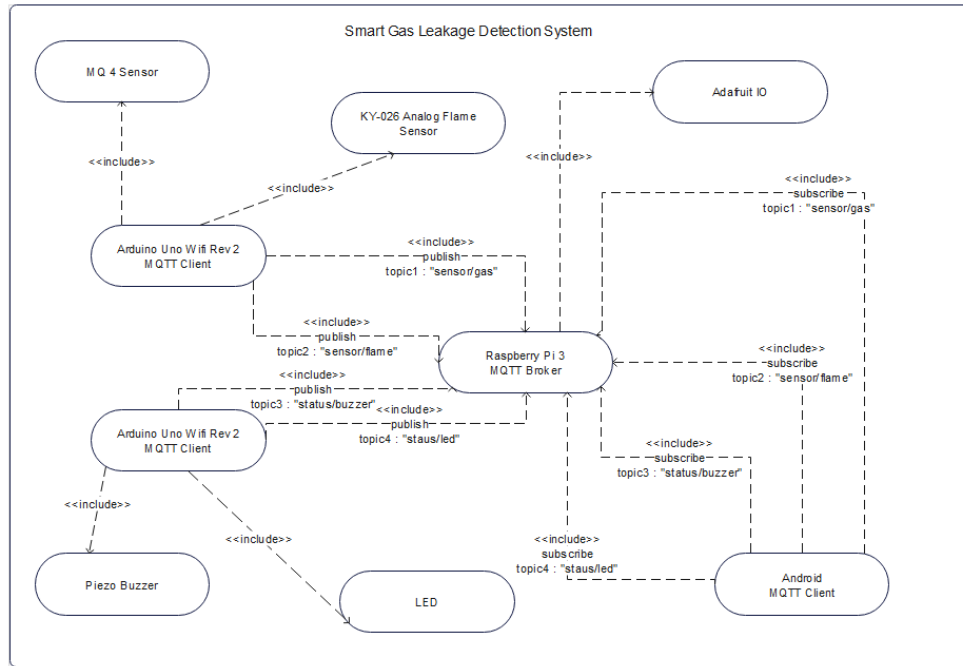 Smart Gas Leakage Detection System
MQ 4 Sensor
KY-026 Analog Flame
Sensor
Adafruit IO
<<include>>
<<include>>
<<include>>
<<include>>
subscribe
topic1 : "sensor/gas"
Arduino Uno Wifi Rev 2
MQTT Client
<<include>>
publish
topic1 : "sensor/gas"
<<include>>
publish
topic2 : "sensor/flame"
Raspberry Pi 3
MQTT Broker
<<include>>
subscribe
topic2 : "sensor/flame"
<<include>>
publish
topic3 : "status/buzzer"
<<include>>
publish
topic4 : "staus/led"
Arduino Uno Wifi Rev 2
MQTT Client
<<include>>
subscribe
topic3 : "status/buzzer"
<<include>>
<<include>>
<<include>>
subscribe
topic4 : "staus/led"
Piezo Buzzer
LED
Android
MQTT Client